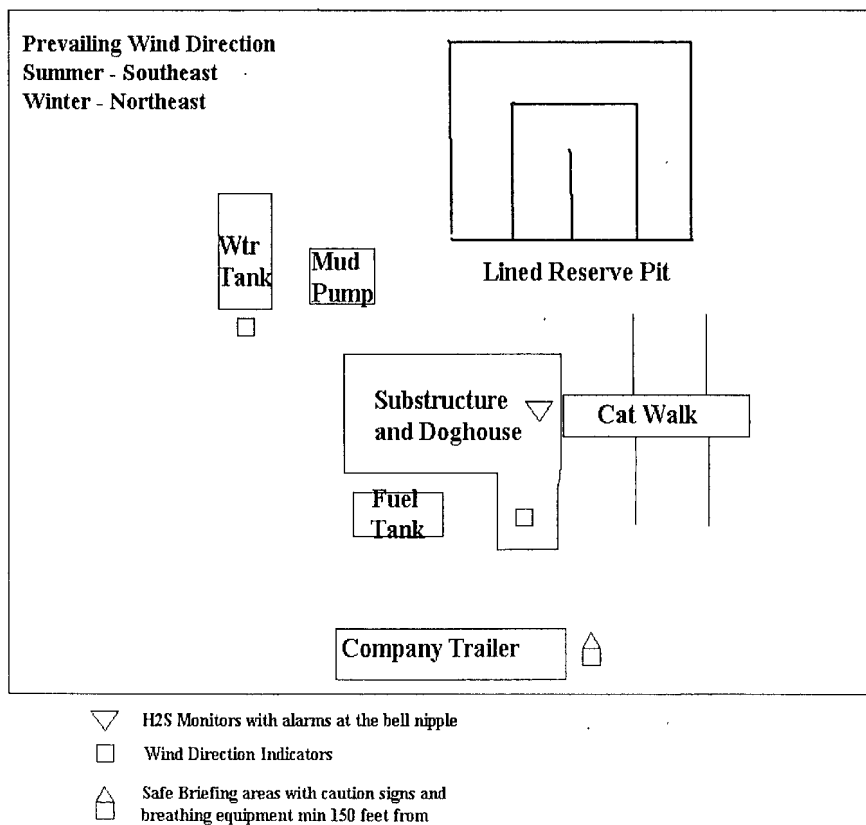 Prevailing Wind Direction
Summer - Southeast
Winter - Northeast
Wtr
Tank
Mud
Pump
Lined Reserve Pit
Substructure
and Doghouse
Cat Walk
Fuel
Tank
Company Trailer
H2S Monitors with alarms at the bell nipple
Wind Direction Indicators
Safe Briefing areas with caution signs and
breathing equipment min 150 feet from